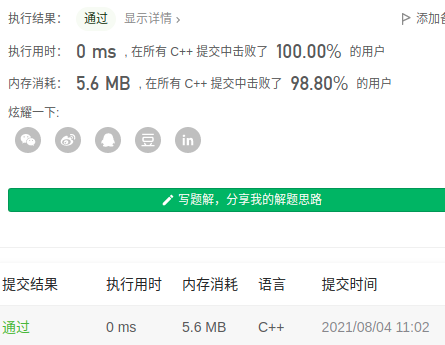 执行结果： 通过 显示详情 ›
添加备
执行用时： 0 ms , 在所有 C++ 提交中击败了 100.00% 的用户
内存消耗： 5.6 MB , 在所有 C++ 提交中击败了 98.80% 的用户
炫耀一下:
豆 in
写题解，分享我的解题思路
提交结果 执行用时 内存消耗 语言 提交时间
通过 0 ms 5.6 MB C++ 2021/08/04 11:02